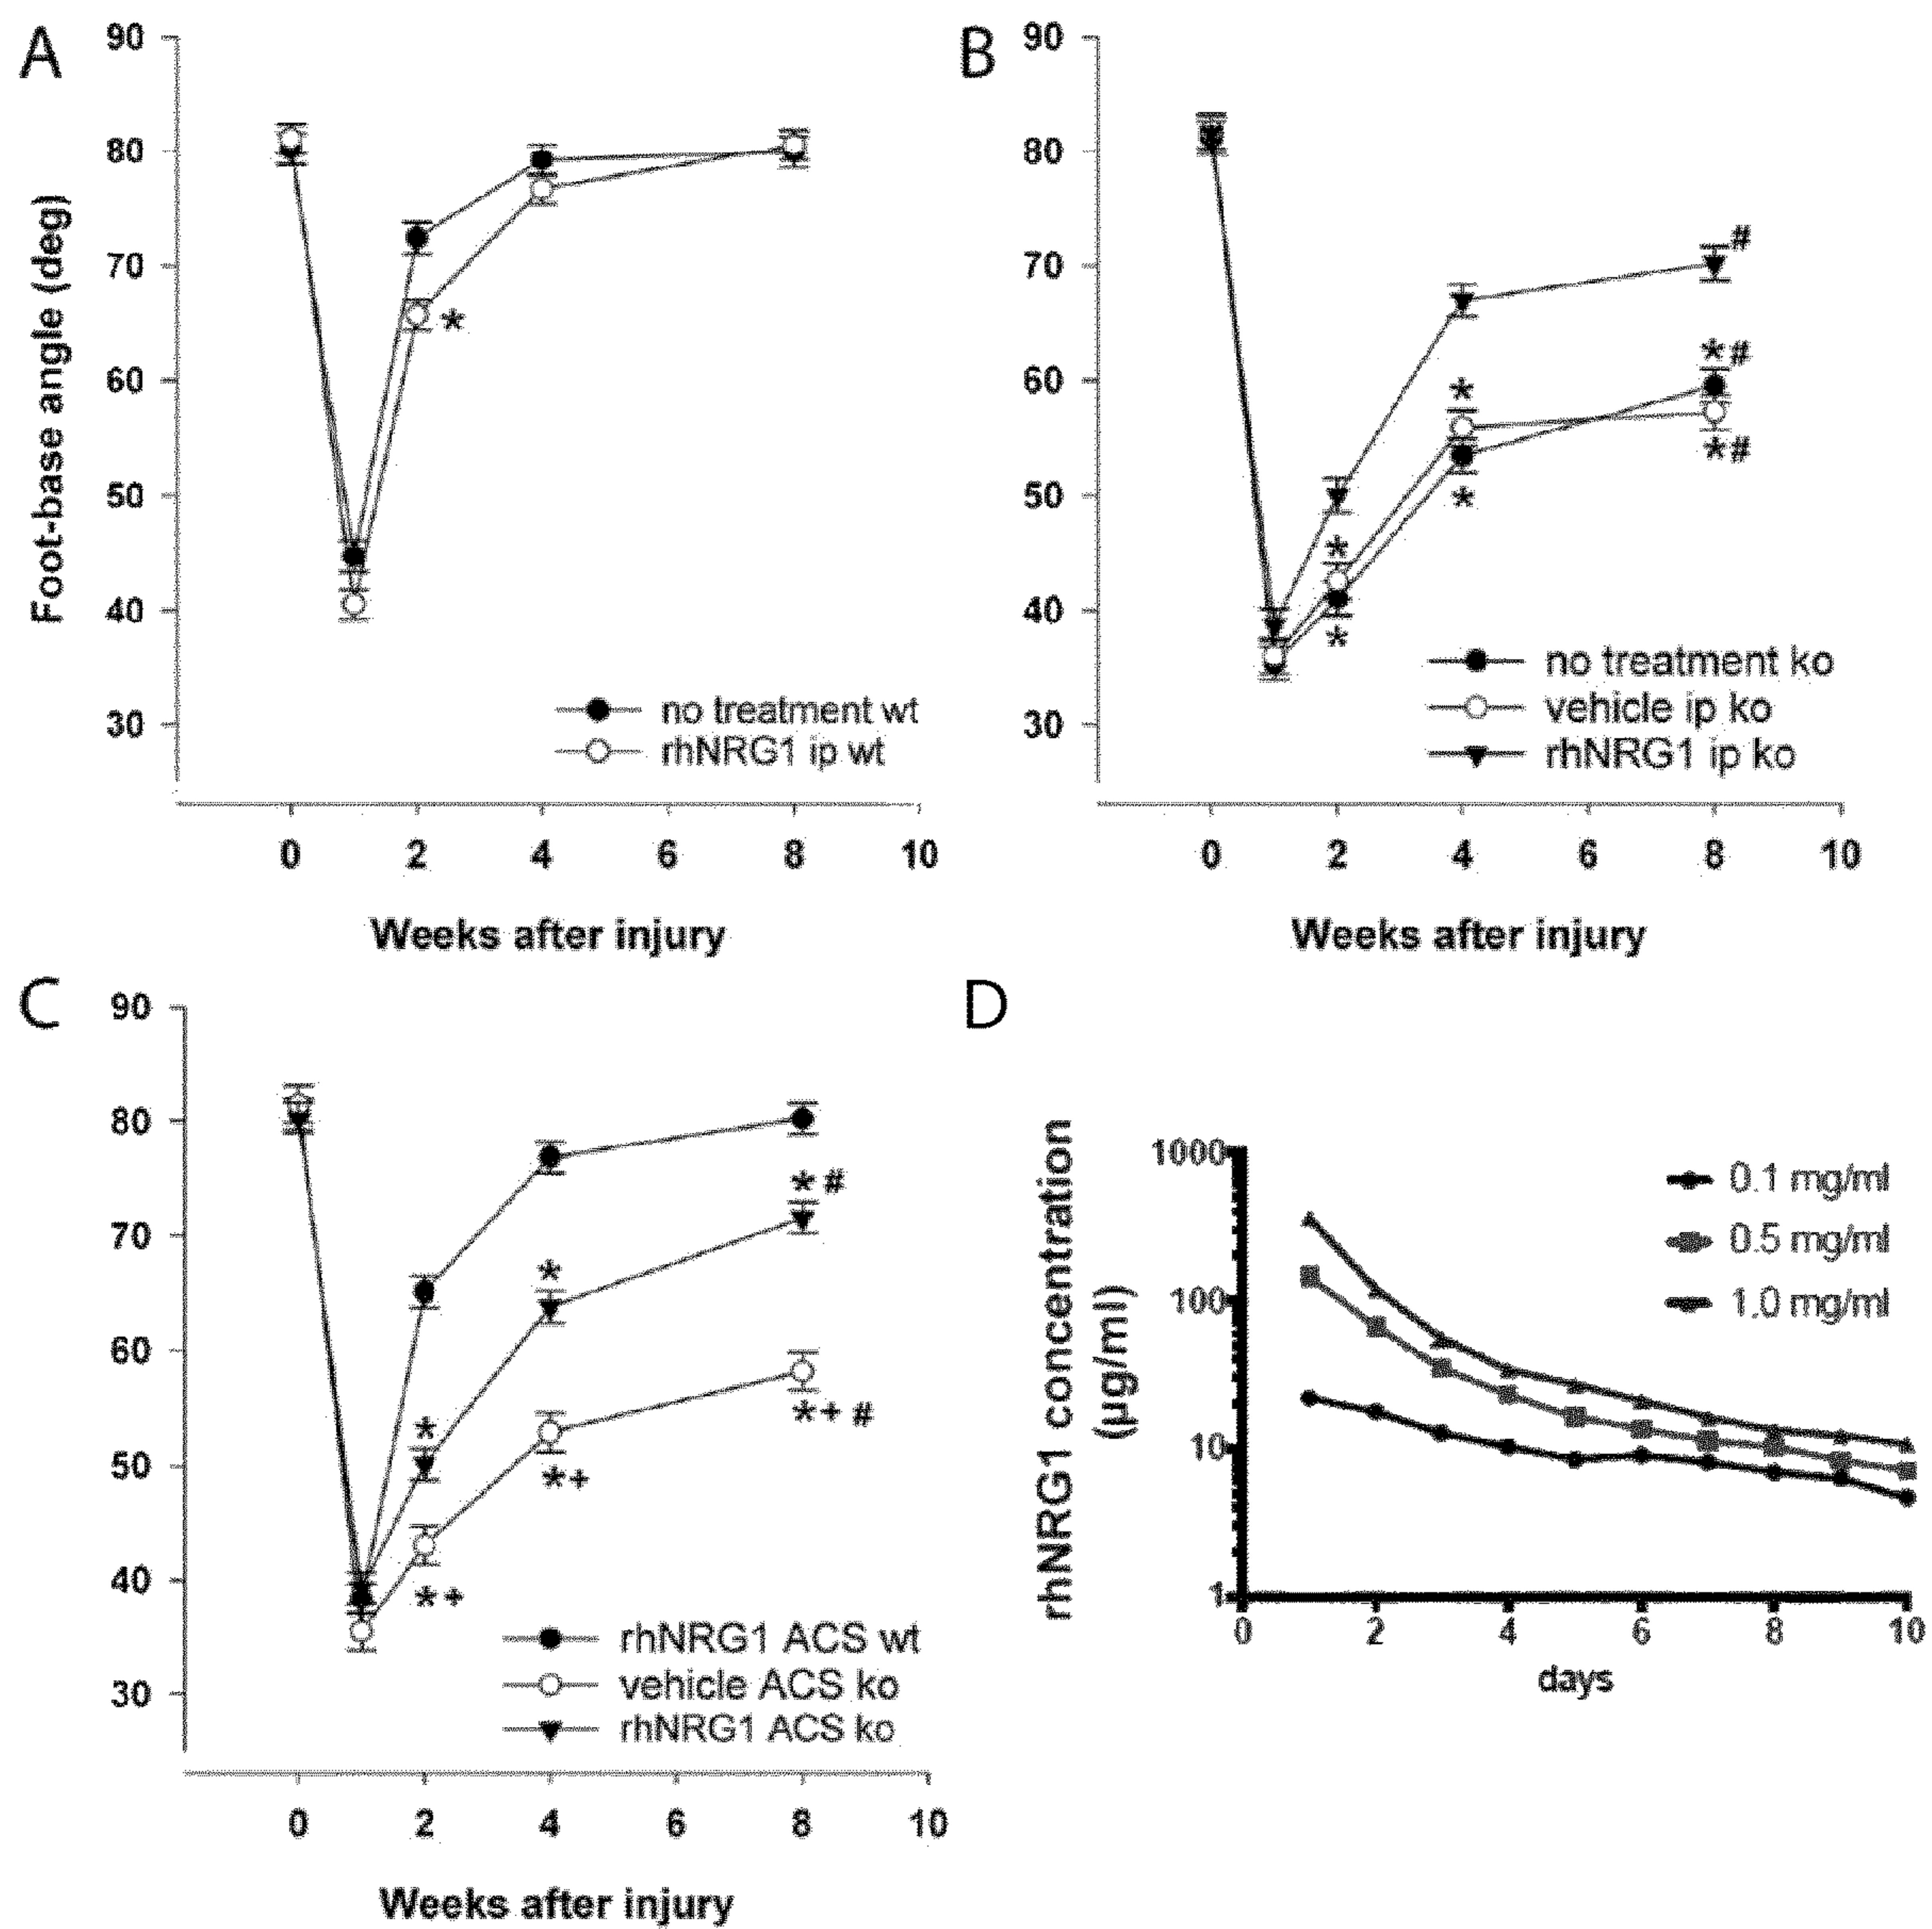 A
90
80
70
60
50
40
30
Foot-base angle (deg)
*
no treatment wt
rhNRG1 ip wt
0 2 4 6 8 10
Weeks after injury
B
90
80
70
60
50
40
30
#
*#
*
*#
*
*
*
no treatment ko
vehicle ip ko
rhNRG1 ip ko
0 2 4 6 8 10
Weeks after injury
C
90
80
70
60
50
40
30
*#
*
*+#
*
*+
*+
rhNRG1 ACS wt
vehicle ACS ko
rhNRG1 ACS ko
0 2 4 6 8 10
Weeks after injury
D
rhNRG1 concentration
(µg/ml)
1000
100
10
1
0.1 mg/ml
0.5 mg/ml
1.0 mg/ml
0 2 4 6 8 10
days